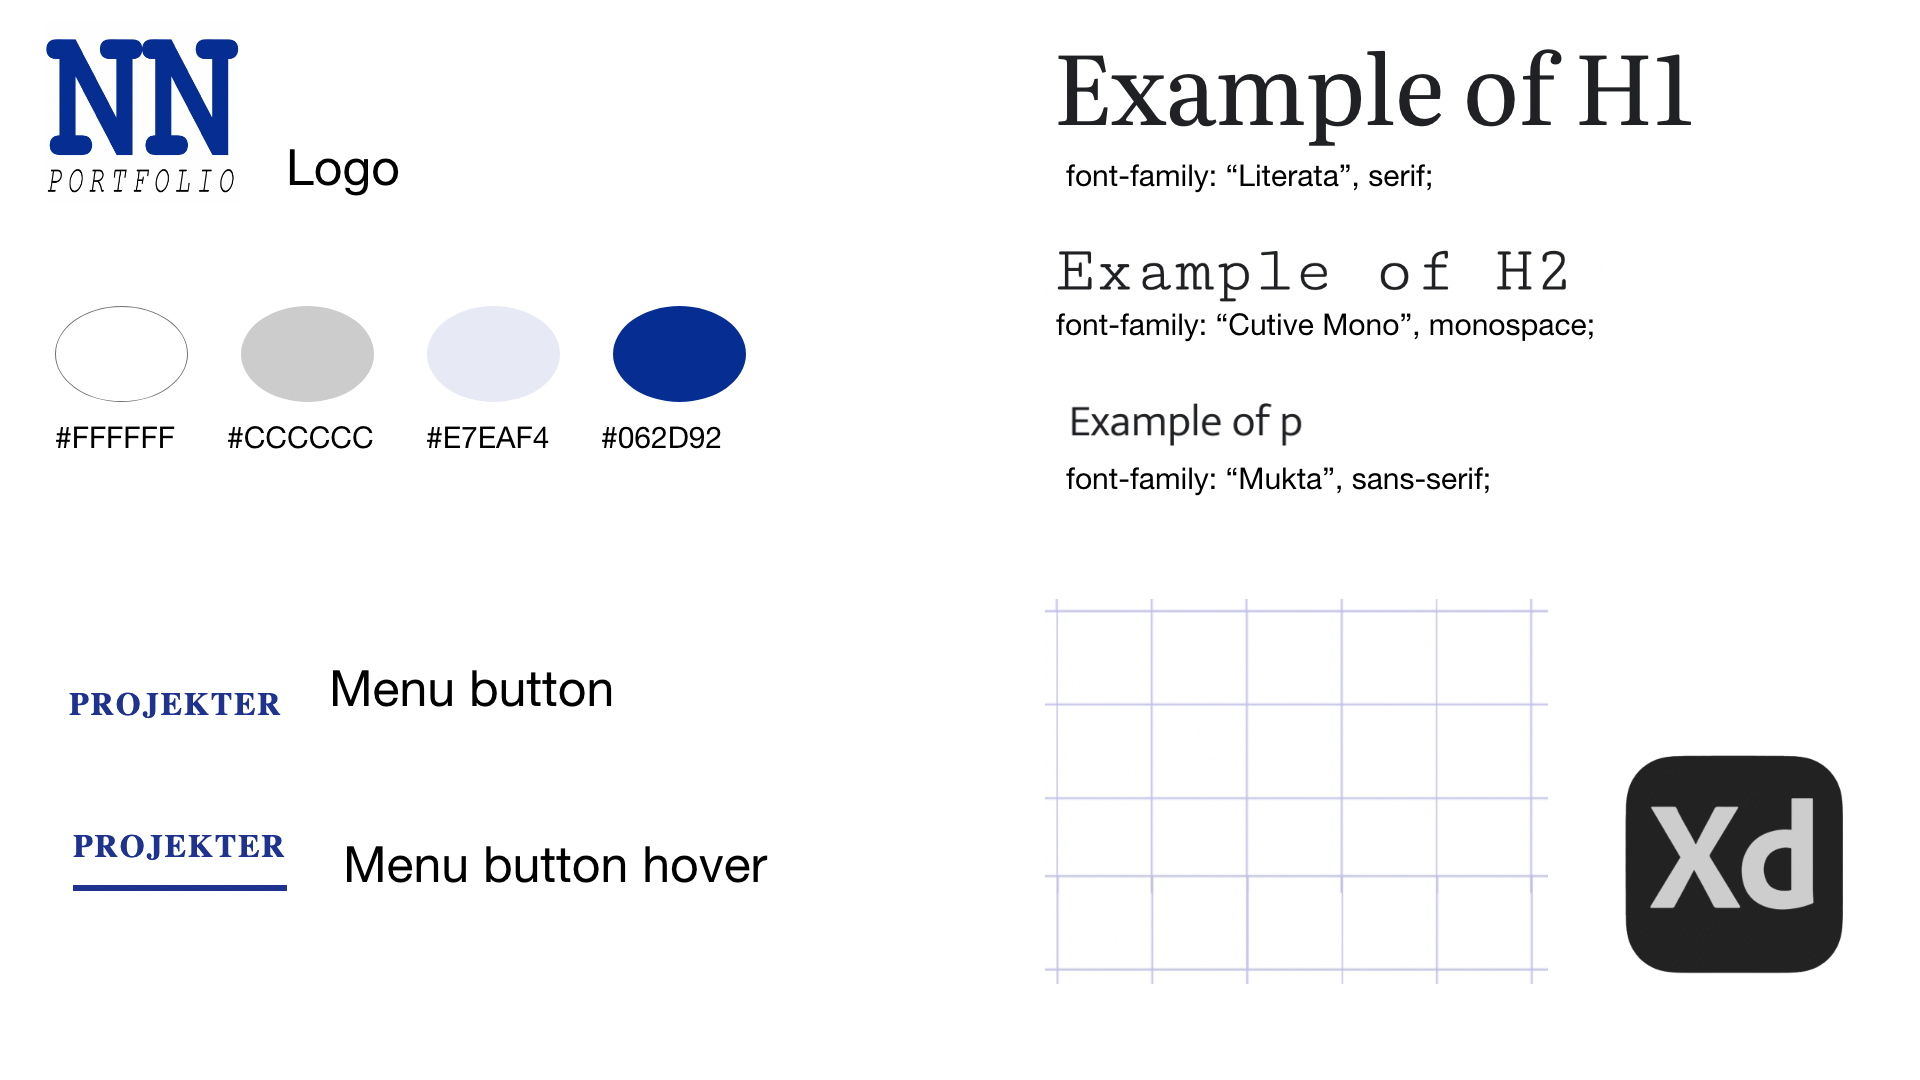 NN
PORTFOLIO
Logo
#FFFFFF #CCCCCC #E7EAF4 #062D92
PROJEKTER Menu button
PROJEKTER Menu button hover
Example of H1
font-family: “Literata”, serif;
Example of H2
font-family: “Cutive Mono”, monospace;
Example of p
font-family: “Mukta”, sans-serif;
Xd